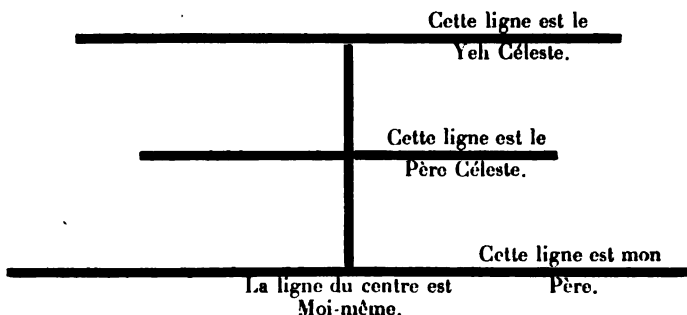 Cette ligne est le
Yeh Céleste.
Cette ligne est le
Père Céleste.
Cette ligne est mon
Père.
La ligne du centre est
Moi-même.